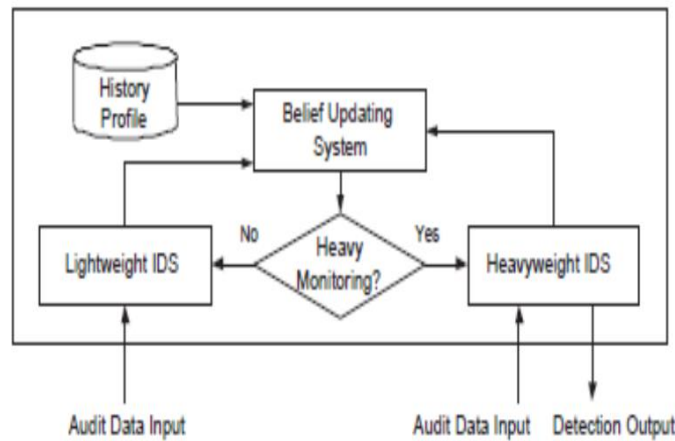 History
Profile
Belief Updating
System
No
Heavy
Monitoring?
Yes
Lightweight IDS
Heavyweight IDS
Audit Data Input
Audit Data Input
Detection Output